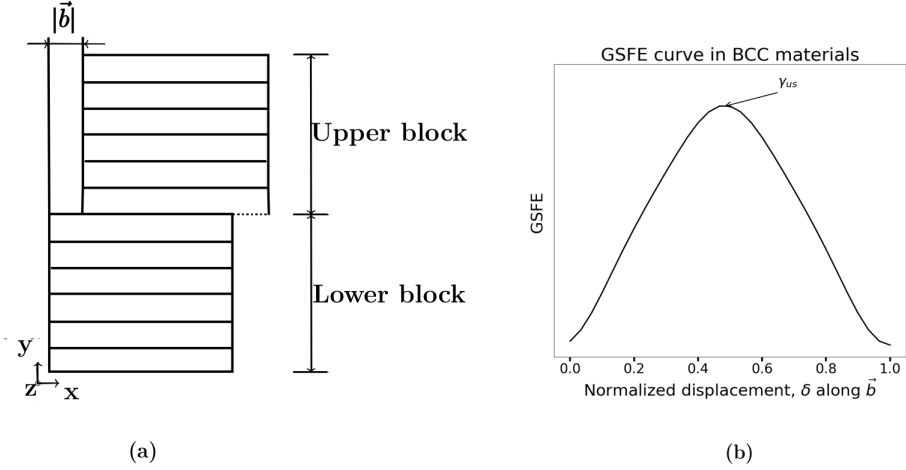 |b⃗|
Upper block
Lower block
y
z
x
(a)
GSFE curve in BCC materials
γus
GSFE
0.0 0.2 0.4 0.6 0.8 1.0
Normalized displacement, δ along b⃗
(b)